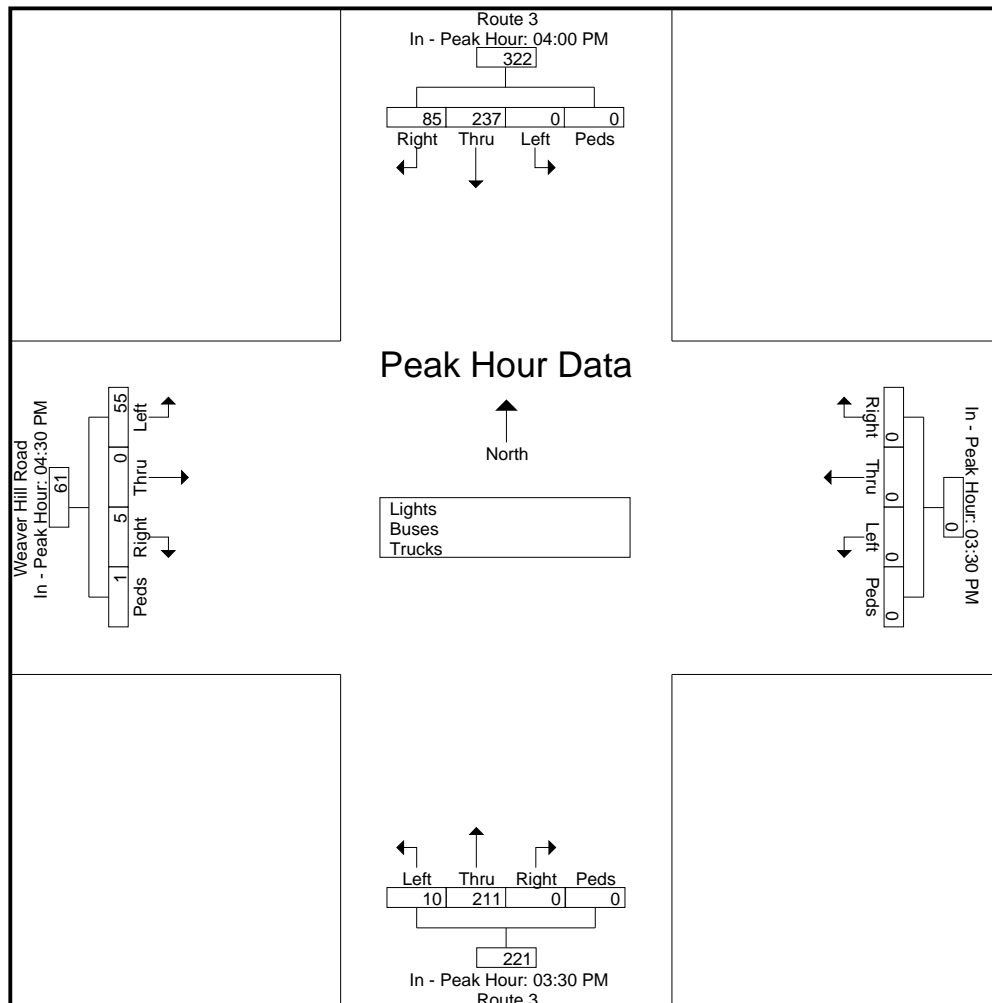 Route 3
In - Peak Hour: 04:00 PM
322
85 237 0 0
Right Thru Left Peds
Peak Hour Data
North
Lights
Buses
Trucks
Weaver Hill Road
In - Peak Hour: 04:30 PM
61
55 0 5 1
Left Thru Right Peds
Right Thru Left Peds
0 0 0 0
0
In - Peak Hour: 03:30 PM
Left Thru Right Peds
10 211 0 0
221
In - Peak Hour: 03:30 PM
Route 3